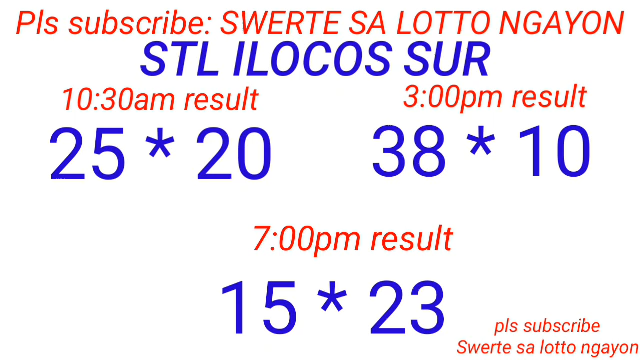 Pls subscribe: SWERTE SA LOTTO NGAYON
STL ILOCOS SUR
10:30am result
25 * 20
3:00pm result
38 * 10
7:00pm result
15 * 23
pls subscribe
Swerte sa lotto ngayon